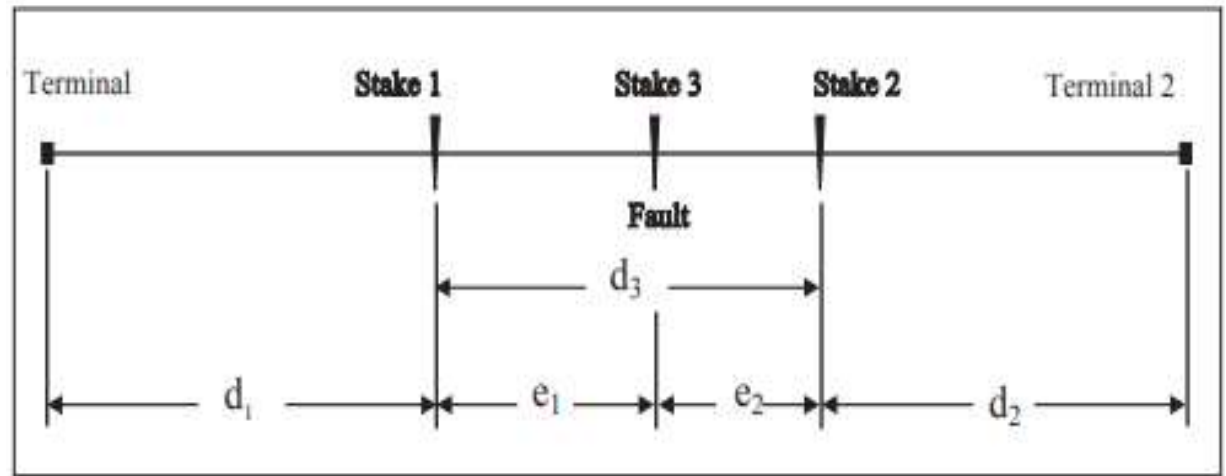 Terminal Stake 1 Stake 3 Stake 2 Terminal 2
Fault
d₃
d₁ e₁ e₂ d₂